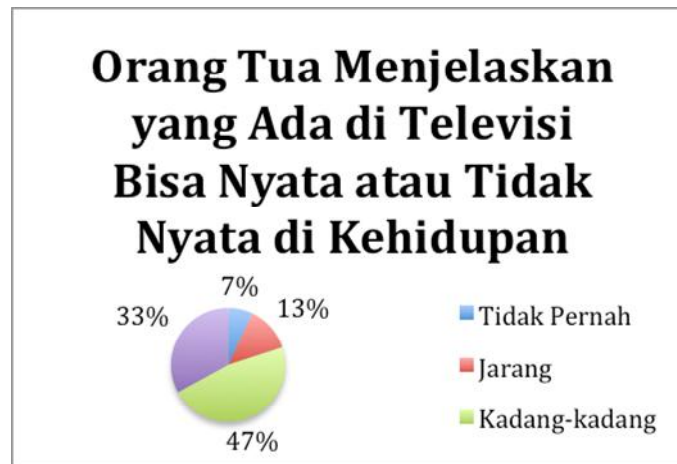 Orang Tua Menjelaskan
yang Ada di Televisi
Bisa Nyata atau Tidak
Nyata di Kehidupan
7%
33%
13%
Tidak Pernah
Jarang
Kadang-kadang
47%